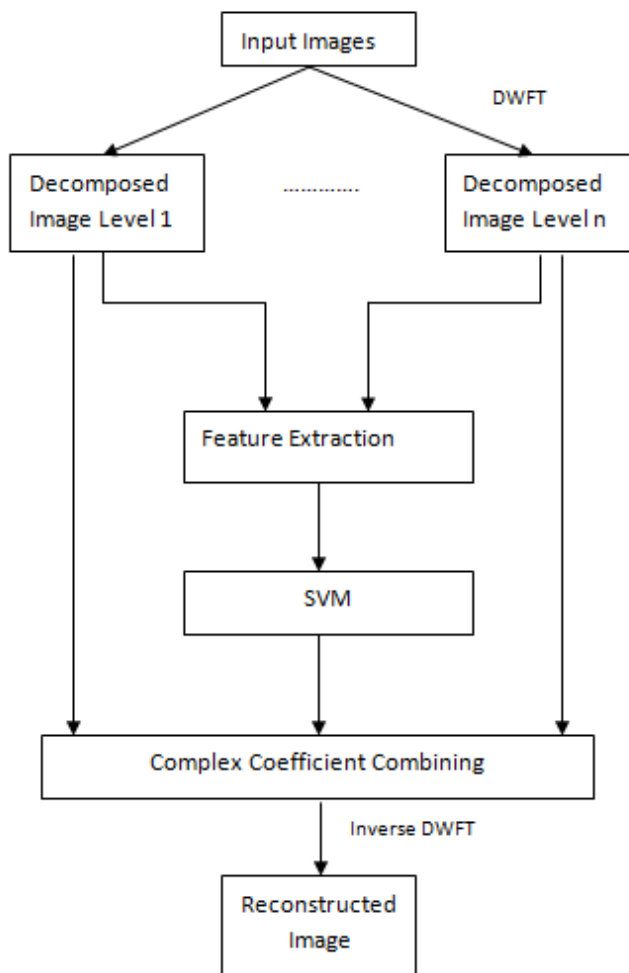 Input Images
DWFT
Decomposed
Image Level 1
.............
Decomposed
Image Level n
Feature Extraction
SVM
Complex Coefficient Combining
Inverse DWFT
Reconstructed
Image